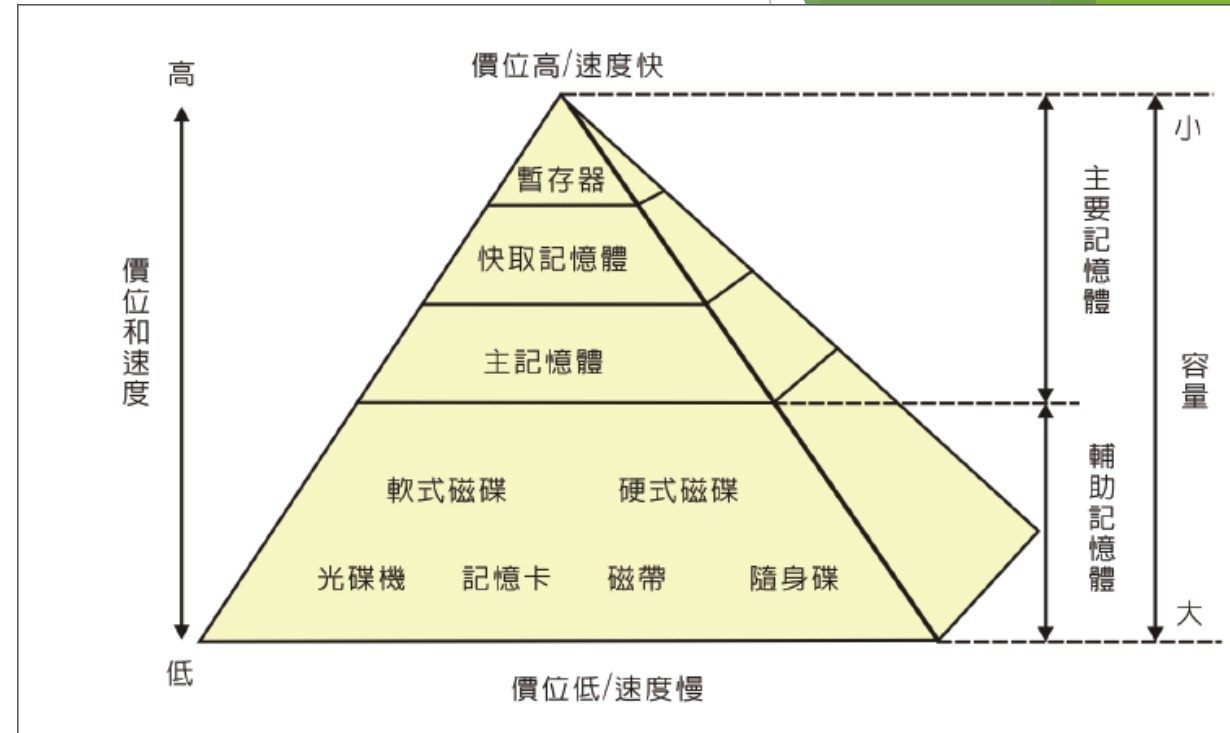 價位高/速度快
高
小
暫存器
主要記憶體
快取記憶體
價位和速度
主記憶體
容量
軟式磁碟 硬式磁碟
輔助記憶體
光碟機 記憶卡 磁帶 隨身碟
大
低
價位低/速度慢